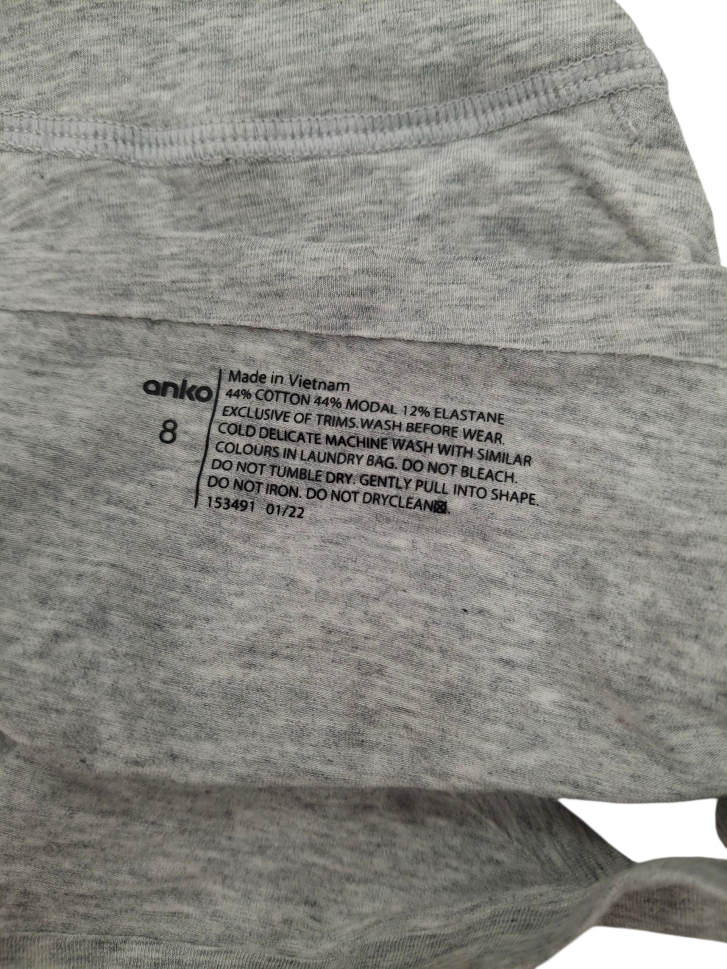 anko
8
Made in Vietnam
44% COTTON 44% MODAL 12% ELASTANE
EXCLUSIVE OF TRIMS. WASH BEFORE WEAR.
COLD DELICATE MACHINE WASH WITH SIMILAR
COLOURS IN LAUNDRY BAG. DO NOT BLEACH.
DO NOT TUMBLE DRY. GENTLY PULL INTO SHAPE.
DO NOT IRON. DO NOT DRYCLEAN.
153491 01/22